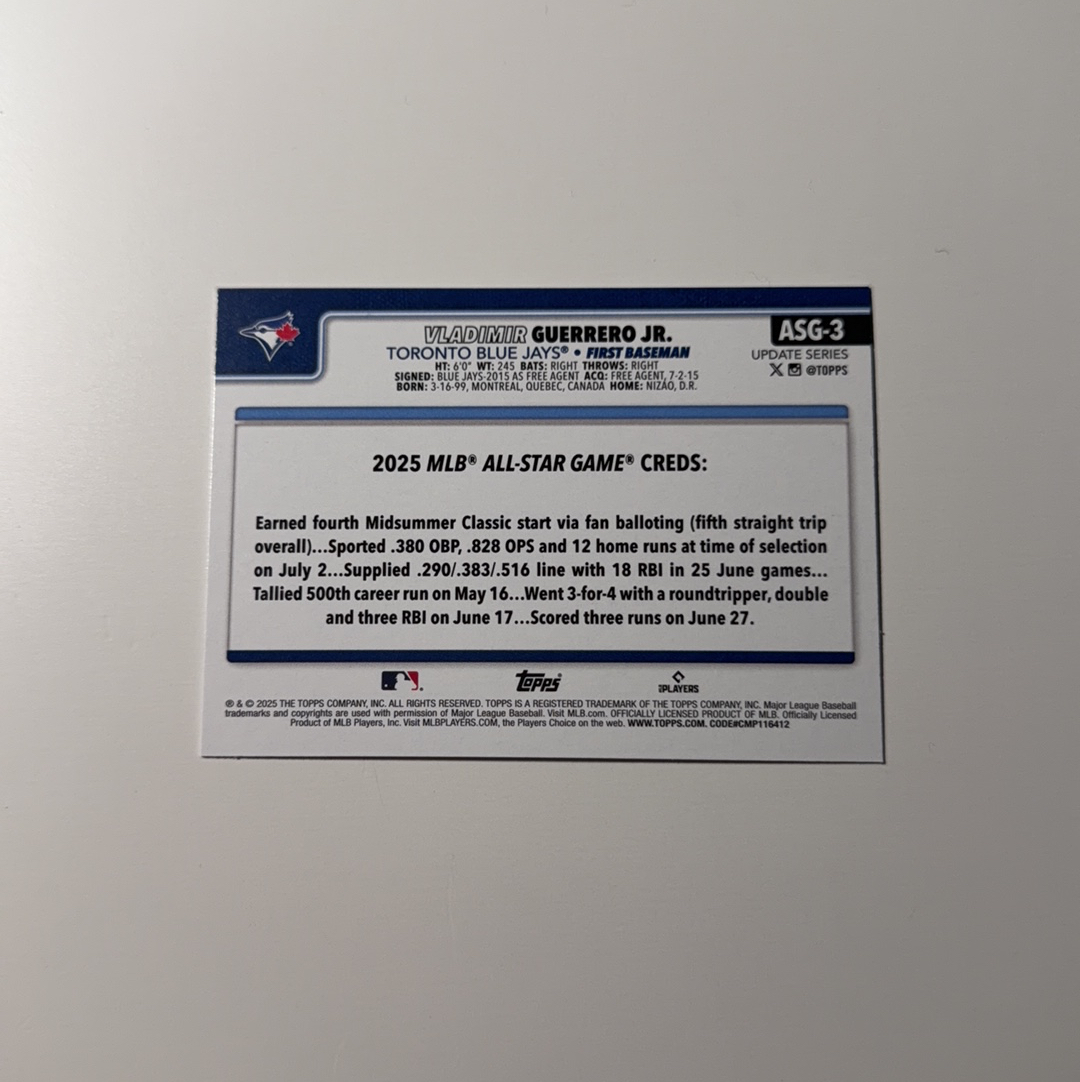 VLADIMIR GUERRERO JR.
ASG-3
TORONTO BLUE JAYS® • FIRST BASEMAN
UPDATE SERIES
HT: 6'0" WT: 245 BATS: RIGHT THROWS: RIGHT
@TOPPS
SIGNED: BLUE JAYS-2015 AS FREE AGENT ACQ: FREE AGENT, 7-2-15
BORN: 3-16-99, MONTREAL, QUEBEC, CANADA HOME: NIZAO, D.R.
2025 MLB® ALL-STAR GAME® CREDS:
Earned fourth Midsummer Classic start via fan balloting (fifth straight trip
overall)...Sported .380 OBP, .828 OPS and 12 home runs at time of selection
on July 2...Supplied .290/.383/.516 line with 18 RBI in 25 June games...
Tallied 500th career run on May 16...Went 3-for-4 with a roundtripper, double
and three RBI on June 17...Scored three runs on June 27.
topps®
PLAYERS
® & © 2025 THE TOPPS COMPANY, INC. ALL RIGHTS RESERVED. TOPPS IS A REGISTERED TRADEMARK OF THE TOPPS COMPANY, INC. Major League Baseball
trademarks and copyrights are used with permission of Major League Baseball. Visit MLB.com. OFFICIALLY LICENSED PRODUCT OF MLB. Officially Licensed
Product of MLB Players, Inc. Visit MLBPLAYERS.COM, the Players Choice on the web. WWW.TOPPS.COM. CODE#CMP116412